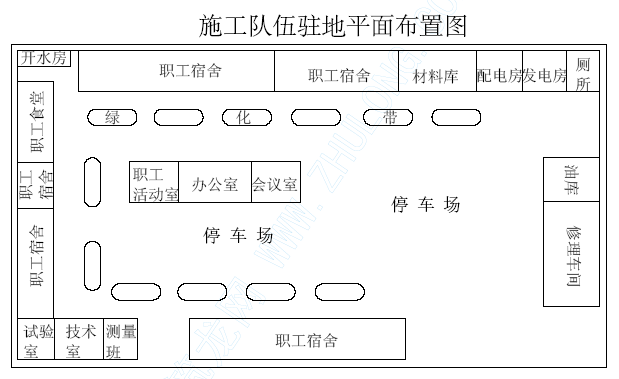 施工队伍驻地平面布置图
开水房
职工宿舍
职工宿舍
材料库
配电房
发电房
厕
所
职工食堂
绿
化
带
职工
宿舍
职工
活动室
办公室
会议室
油库
停车场
停车场
职工宿舍
修理车间
试验
室
技术
室
测量
班
职工宿舍